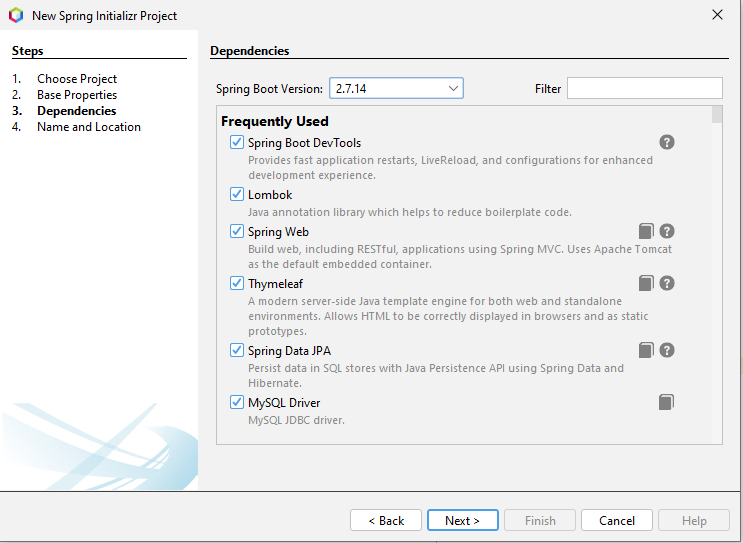 New Spring Initializr Project
Steps
1. Choose Project
2. Base Properties
3. Dependencies
4. Name and Location
Dependencies
Spring Boot Version: 2.7.14
Filter
Frequently Used
Spring Boot DevTools
Provides fast application restarts, LiveReload, and configurations for enhanced
development experience.
Lombok
Java annotation library which helps to reduce boilerplate code.
Spring Web
Build web, including RESTful, applications using Spring MVC. Uses Apache Tomcat
as the default embedded container.
Thymeleaf
A modern server-side Java template engine for both web and standalone
environments. Allows HTML to be correctly displayed in browsers and as static
prototypes.
Spring Data JPA
Persist data in SQL stores with Java Persistence API using Spring Data and
Hibernate.
MySQL Driver
MySQL JDBC driver.
< Back
Next >
Finish
Cancel
Help